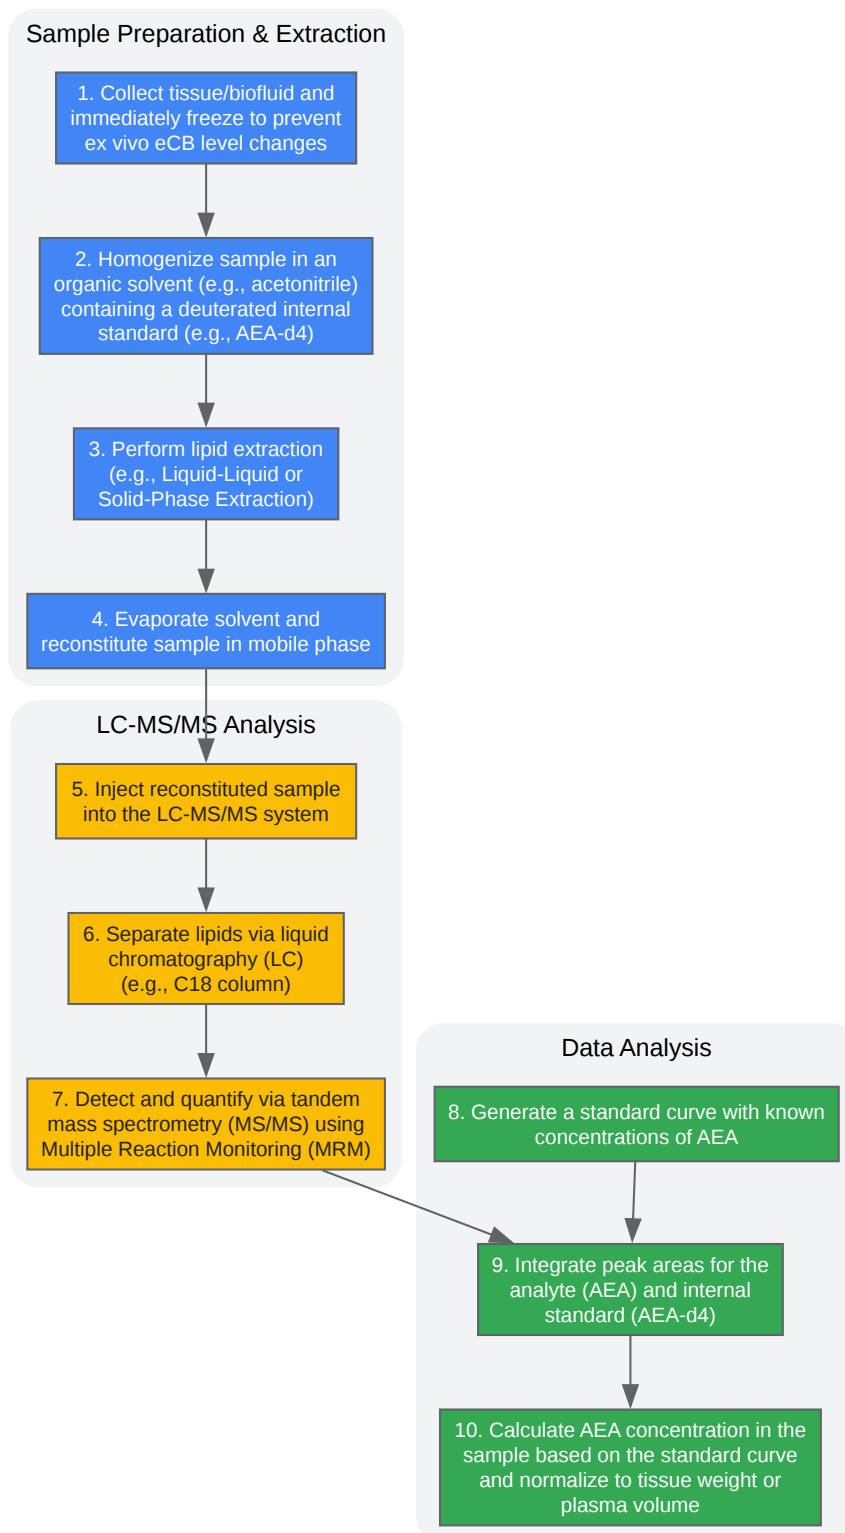 Sample Preparation & Extraction
1. Collect tissue/biofluid and
immediately freeze to prevent
ex vivo eCB level changes
2. Homogenize sample in an
organic solvent (e.g., acetonitrile)
containing a deuterated internal
standard (e.g., AEA-d4)
3. Perform lipid extraction
(e.g., Liquid-Liquid or
Solid-Phase Extraction)
4. Evaporate solvent and
reconstitute sample in mobile phase
LC-MS/MS Analysis
5. Inject reconstituted sample
into the LC-MS/MS system
6. Separate lipids via liquid
chromatography (LC)
(e.g., C18 column)
7. Detect and quantify via tandem
mass spectrometry (MS/MS) using
Multiple Reaction Monitoring (MRM)
Data Analysis
8. Generate a standard curve with known
concentrations of AEA
9. Integrate peak areas for the
analyte (AEA) and internal
standard (AEA-d4)
10. Calculate AEA concentration in the
sample based on the standard curve
and normalize to tissue weight or
plasma volume